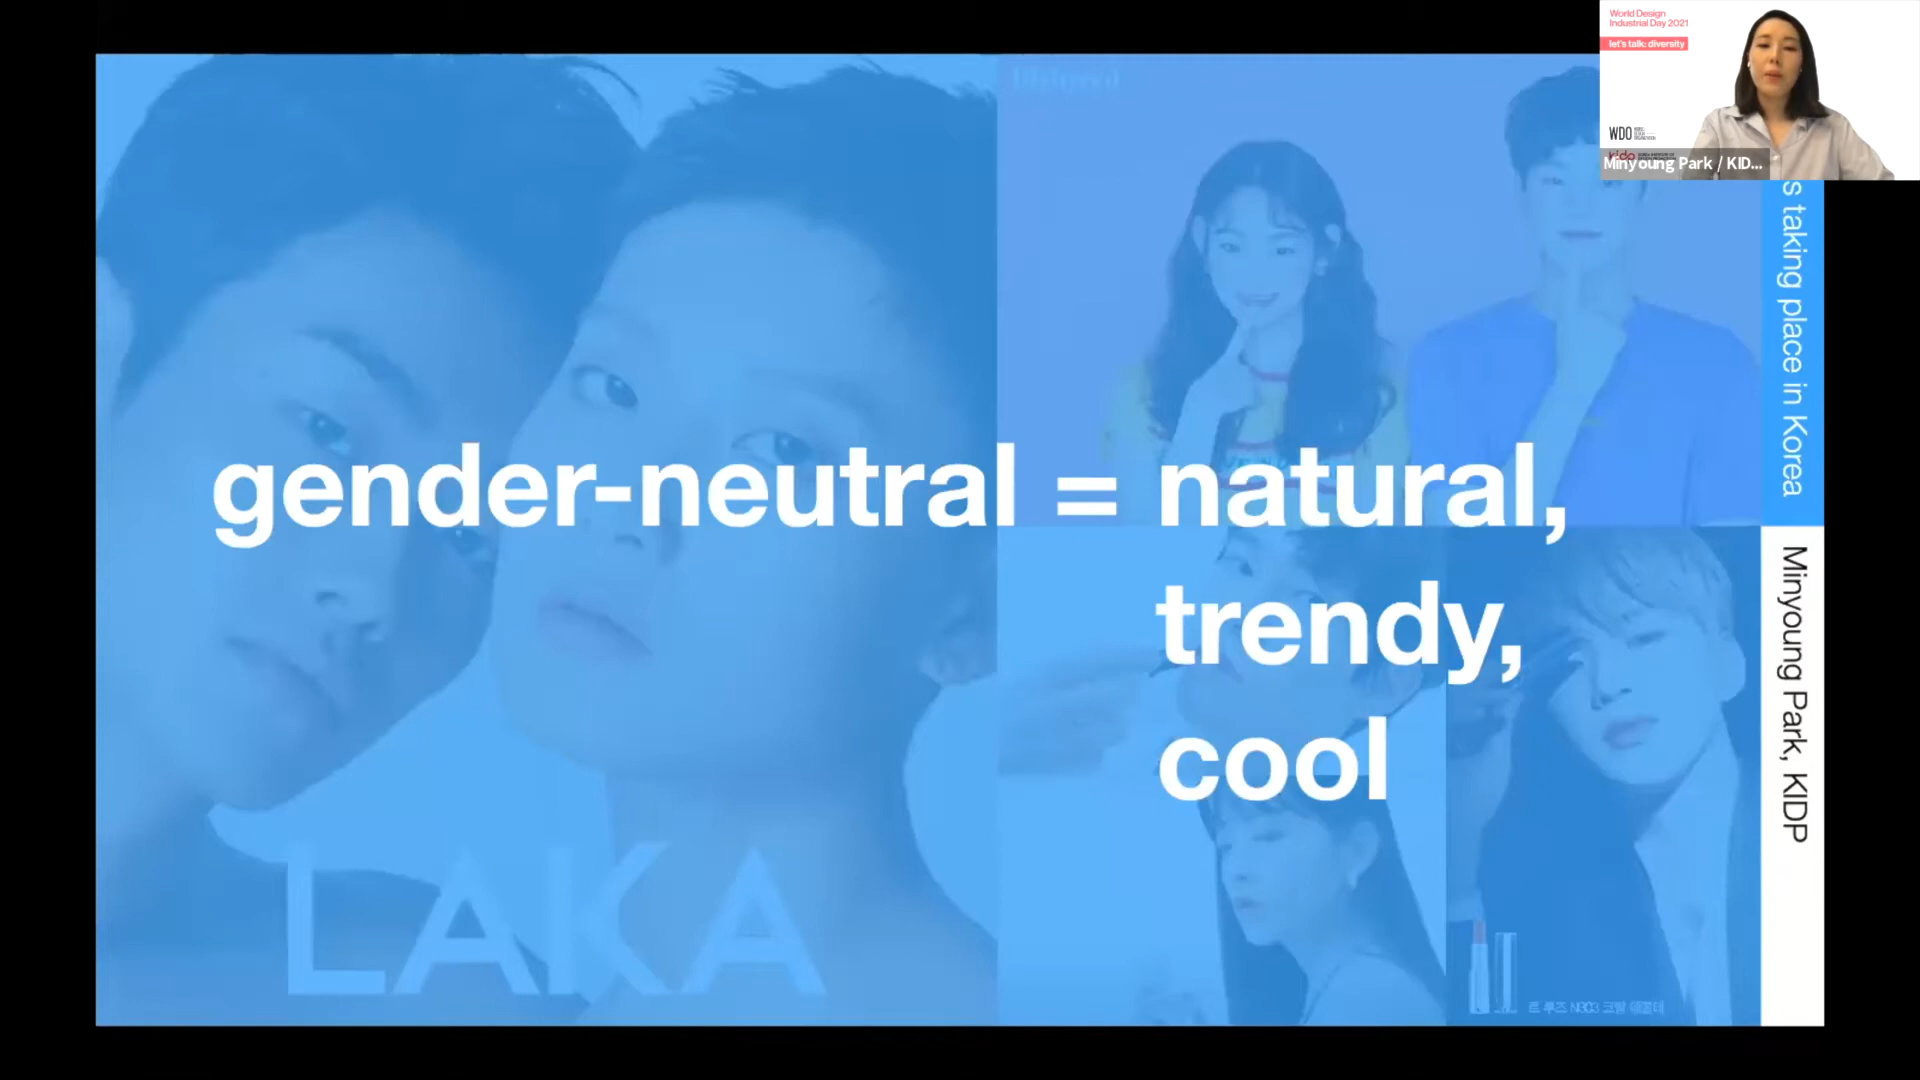 gender-neutral = natural,
trendy,
cool
LAKA
s taking place in Korea
Minyoung Park, KIDP
World Design
Industrial Day 2021
let's talk: diversity
WDO
kidp
Minyoung Park / KID...